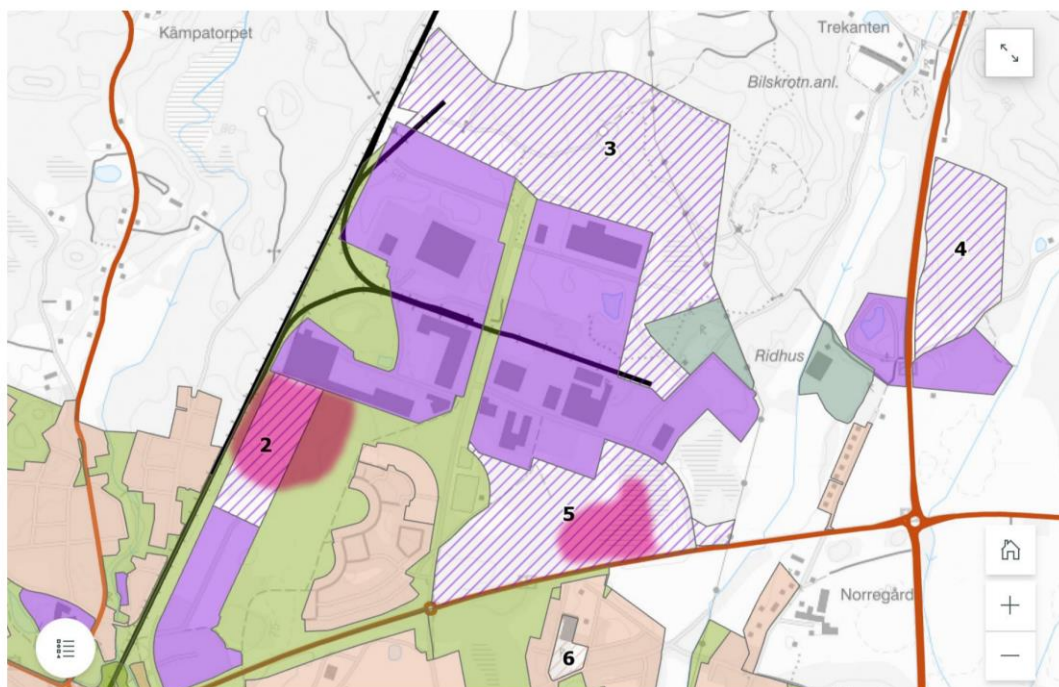 Kämpatorpet
Trekanten
Bilskrotn.anl.
3
R
R
4
R
Ridhus
2
5
Norregård
6